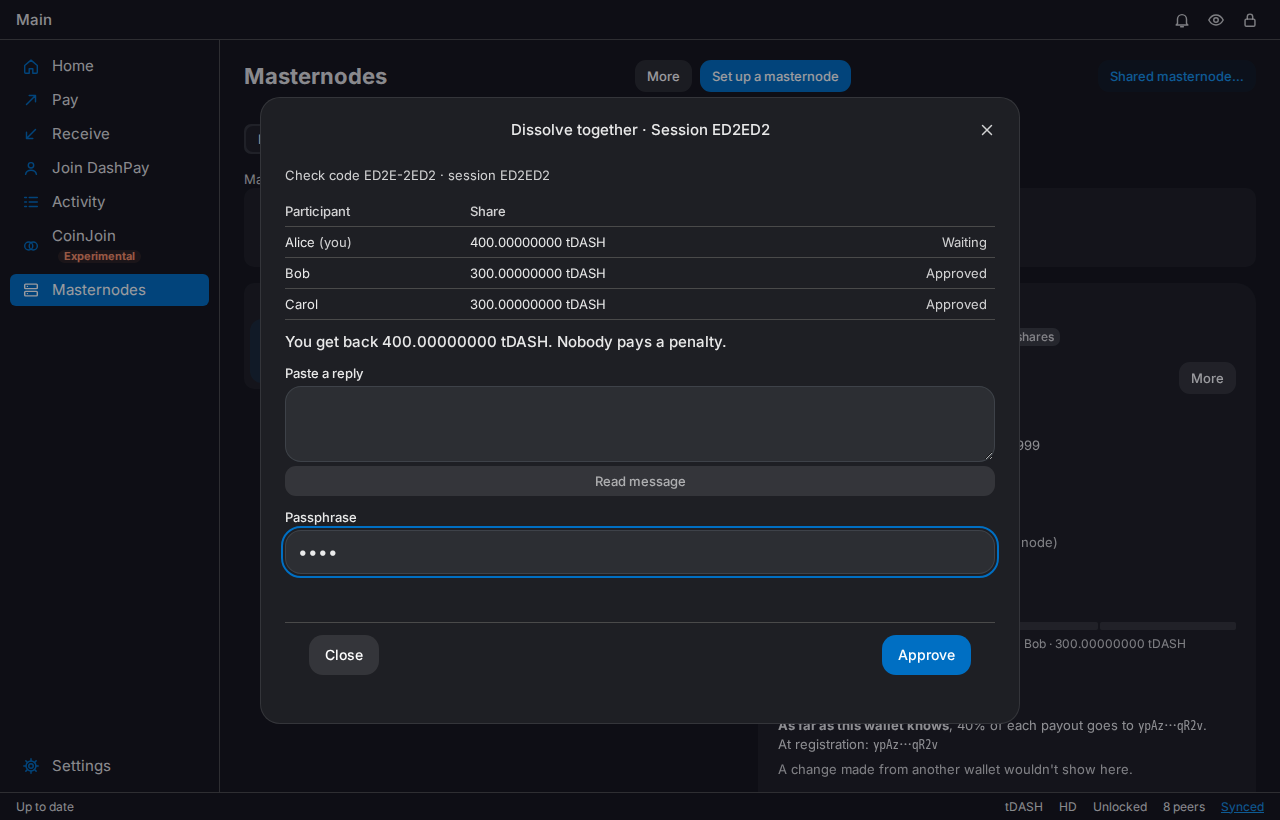 Main
Home
Pay
Receive
Join DashPay
Activity
CoinJoin
Experimental
Masternodes
Settings
Masternodes
More
Set up a masternode
Shared masternode…
Dissolve together · Session ED2ED2
Check code ED2E-2ED2 · session ED2ED2
Participant Share
Alice (you) 400.00000000 tDASH Waiting
Bob 300.00000000 tDASH Approved
Carol 300.00000000 tDASH Approved
You get back 400.00000000 tDASH. Nobody pays a penalty.
Paste a reply
Read message
Passphrase
••••
Close
Approve
shares
More
node)
Bob · 300.00000000 tDASH
As far as this wallet knows, 40% of each payout goes to ypAz…qR2v.
At registration: ypAz…qR2v
A change made from another wallet wouldn't show here.
Up to date
tDASH HD Unlocked 8 peers Synced